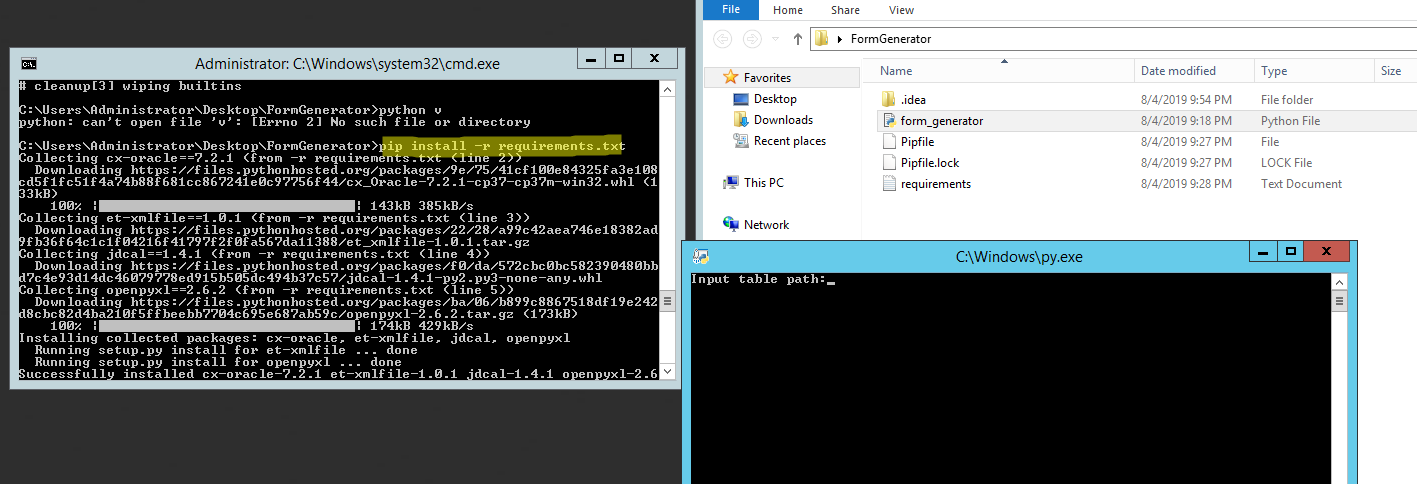 Administrator: C:\Windows\system32\cmd.exe
# cleanup[3] wiping builtins
C:\Users\Administrator\Desktop\FormGenerator>python v
python: can't open file 'v': [Errno 2] No such file or directory
C:\Users\Administrator\Desktop\FormGenerator>pip install -r requirements.txt
Collecting cx-oracle==7.2.1 (from -r requirements.txt (line 2))
Downloading https://files.pythonhosted.org/packages/9e/75/41cf100e84325fa3e108
cd5f1fc51f4a74b88f681cc867241e0c97756f44/cx_Oracle-7.2.1-cp37-cp37m-win32.whl (1
33kB)
100% |████████████████████████████████| 143kB 385kB/s
Collecting et-xmlfile==1.0.1 (from -r requirements.txt (line 3))
Downloading https://files.pythonhosted.org/packages/22/28/a99c42aea746e18382ad
9fb36f64c1c1f04216f41797f2f0fa567da11388/et_xmlfile-1.0.1.tar.gz
Collecting jdcal==1.4.1 (from -r requirements.txt (line 4))
Downloading https://files.pythonhosted.org/packages/f0/da/572cbc0bc582390480bb
d7c4e93d14dc46079778ed915b505dc494b37c57/jdcal-1.4.1-py2.py3-none-any.whl
Collecting openpyxl==2.6.2 (from -r requirements.txt (line 5))
Downloading https://files.pythonhosted.org/packages/ba/06/b899c8867518df19e242
d8cbc82d4ba210f5ffbeebb7704c695e687ab59c/openpyxl-2.6.2.tar.gz (173kB)
100% |████████████████████████████████| 174kB 429kB/s
Installing collected packages: cx-oracle, et-xmlfile, jdcal, openpyxl
Running setup.py install for et-xmlfile ... done
Running setup.py install for openpyxl ... done
Successfully installed cx-oracle-7.2.1 et-xmlfile-1.0.1 jdcal-1.4.1 openpyxl-2.6
File Home Share View
FormGenerator
Favorites
Desktop
Downloads
Recent places
This PC
Network
Name Date modified Type Size
.idea 8/4/2019 9:54 PM File folder
form_generator 8/4/2019 9:18 PM Python File
Pipfile 8/4/2019 9:27 PM File
Pipfile.lock 8/4/2019 9:27 PM LOCK File
requirements 8/4/2019 9:28 PM Text Document
C:\Windows\py.exe
Input table path:_